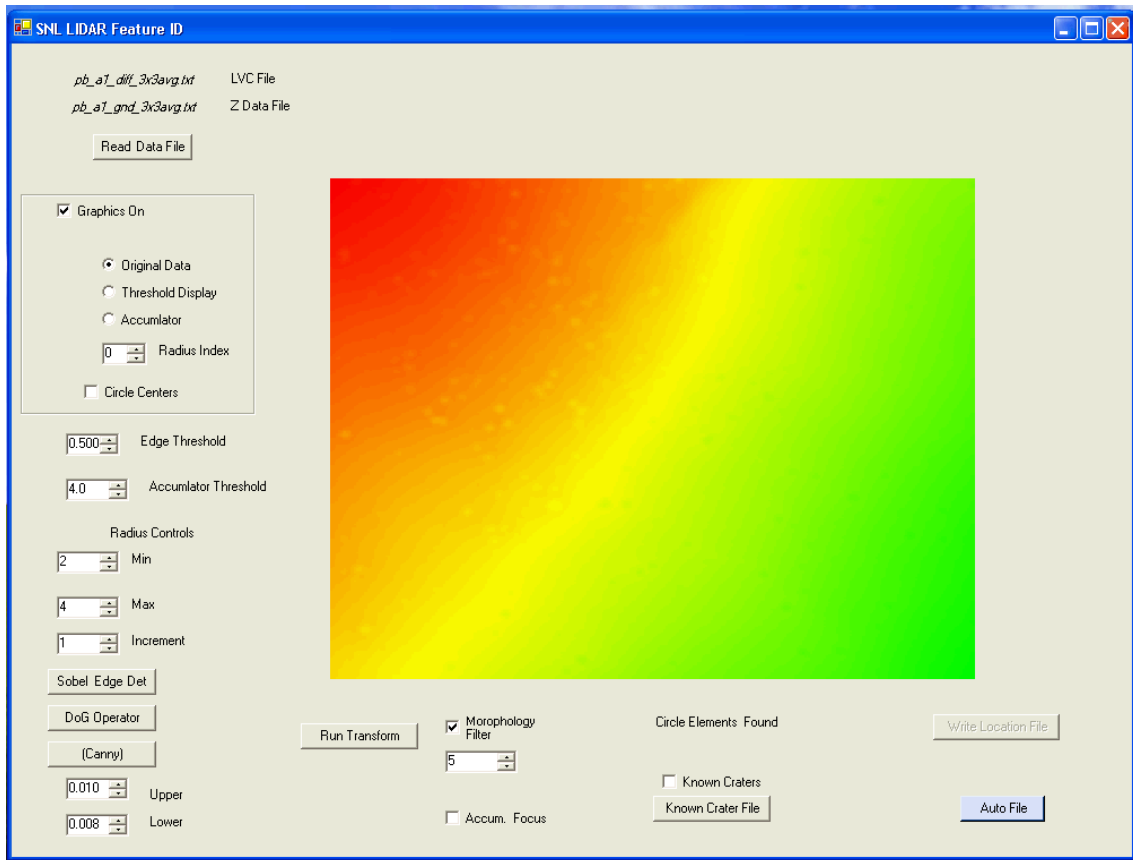 SNL LIDAR Feature ID
pb_a1_diff_3x3avg.txt LVC File
pb_a1_gnd_3x3avg.txt Z Data File
Read Data File
Graphics On
Original Data
Threshold Display
Accumlator
0 Radius Index
Circle Centers
0.500 Edge Threshold
4.0 Accumlator Threshold
Radius Controls
2 Min
4 Max
1 Increment
Sobel Edge Det
DoG Operator
(Canny)
0.010 Upper
0.008 Lower
Run Transform
Morophology
Filter
5
Accum. Focus
Circle Elements Found
Known Craters
Known Crater File
Write Location File
Auto File